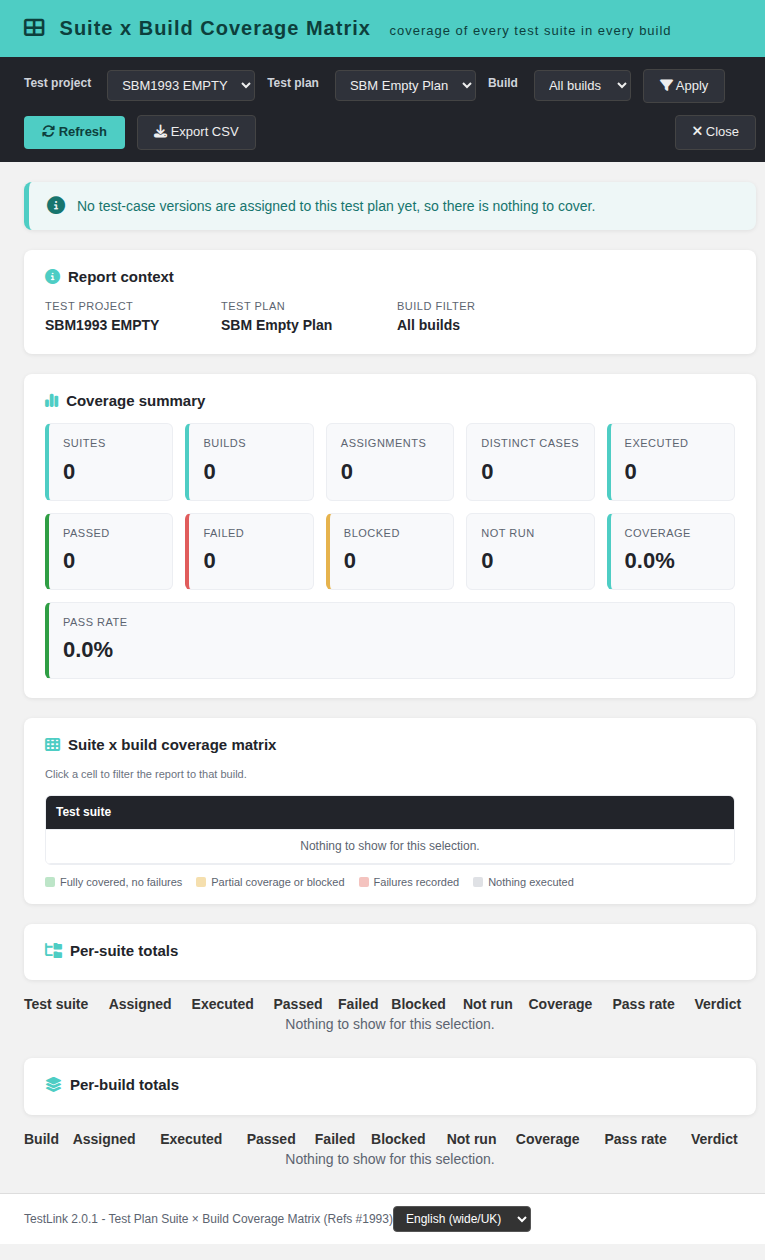 Suite x Build Coverage Matrix coverage of every test suite in every build
Test project SBM1993 EMPTY Test plan SBM Empty Plan Build All builds Apply
Refresh Export CSV Close
No test-case versions are assigned to this test plan yet, so there is nothing to cover.
Report context
TEST PROJECT TEST PLAN BUILD FILTER
SBM1993 EMPTY SBM Empty Plan All builds
Coverage summary
SUITES BUILDS ASSIGNMENTS DISTINCT CASES EXECUTED
0 0 0 0 0
PASSED FAILED BLOCKED NOT RUN COVERAGE
0 0 0 0 0.0%
PASS RATE
0.0%
Suite x build coverage matrix
Click a cell to filter the report to that build.
Test suite
Nothing to show for this selection.
Fully covered, no failures Partial coverage or blocked Failures recorded Nothing executed
Per-suite totals
Test suite Assigned Executed Passed Failed Blocked Not run Coverage Pass rate Verdict
Nothing to show for this selection.
Per-build totals
Build Assigned Executed Passed Failed Blocked Not run Coverage Pass rate Verdict
Nothing to show for this selection.
TestLink 2.0.1 - Test Plan Suite × Build Coverage Matrix (Refs #1993) English (wide/UK)